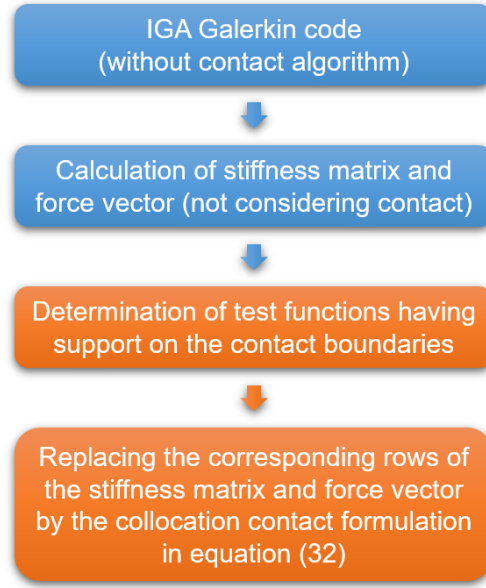 IGA Galerkin code
(without contact algorithm)
Calculation of stiffness matrix and
force vector (not considering contact)
Determination of test functions having
support on the contact boundaries
Replacing the corresponding rows of
the stiffness matrix and force vector
by the collocation contact formulation
in equation (32)